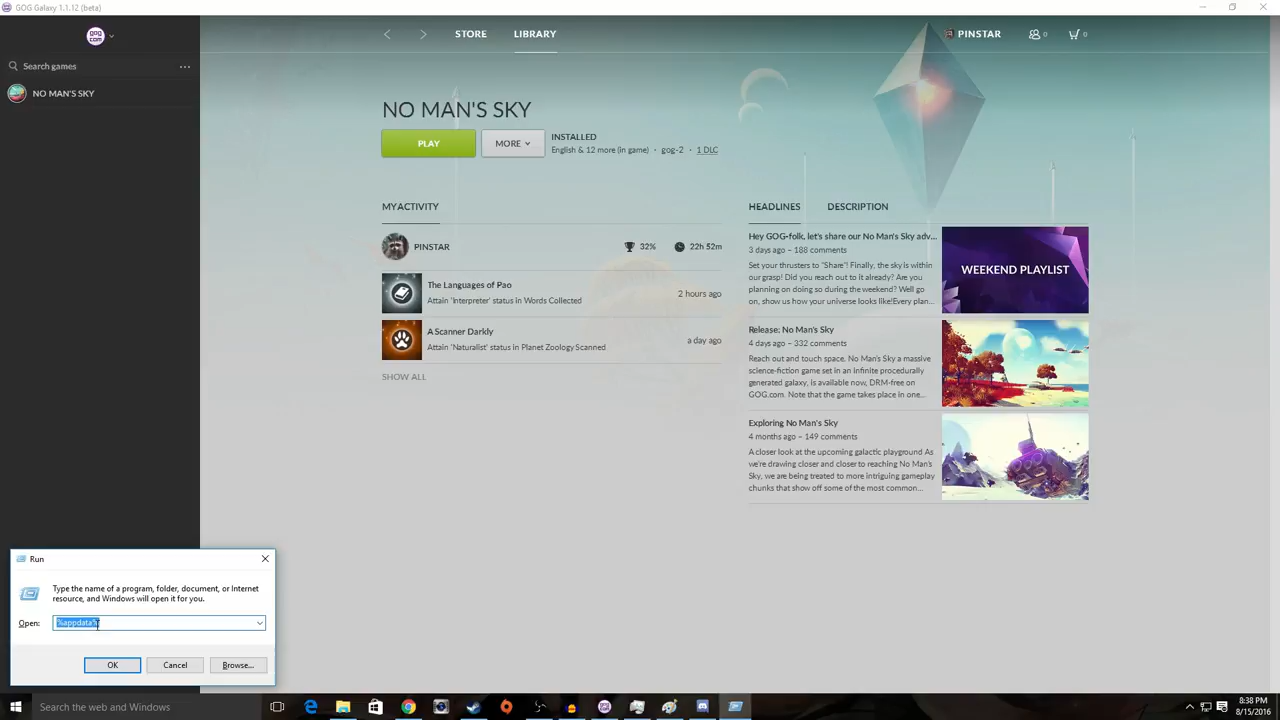 GOG Galaxy 1.1.12 (beta)
gog
com
STORE
LIBRARY
PINSTAR
0
0
Search games
NO MAN'S SKY
NO MAN'S SKY
PLAY
MORE
INSTALLED
English & 12 more (in game) · gog-2 · 1 DLC
MY ACTIVITY
PINSTAR
32%
22h 52m
The Languages of Pao
Attain 'Interpreter' status in Words Collected
2 hours ago
A Scanner Darkly
Attain 'Naturalist' status in Planet Zoology Scanned
a day ago
SHOW ALL
HEADLINES
DESCRIPTION
Hey GOG-folk, let's share our No Man's Sky adv...
3 days ago – 188 comments
Set your thrusters to "Share"! Finally, the sky is within
our grasp! Did you reach out to it already? Are you
planning on doing so during the weekend? Well go
on, show us how your universe looks like!Every plan...
WEEKEND PLAYLIST
Release: No Man's Sky
4 days ago – 332 comments
Reach out and touch space. No Man's Sky a massive
science-fiction game set in an infinite procedurally
generated galaxy, is available now, DRM-free on
GOG.com. Note that the game takes place in one...
Exploring No Man's Sky
4 months ago – 149 comments
A closer look at the upcoming galactic playground As
we're drawing closer and closer to reaching No Man's
Sky, we are being treated to more intriguing gameplay
chunks that show off some of the most common...
Run
Type the name of a program, folder, document, or Internet
resource, and Windows will open it for you.
Open:
%appdata%
OK
Cancel
Browse...
Search the web and Windows
8:38 PM
8/15/2016